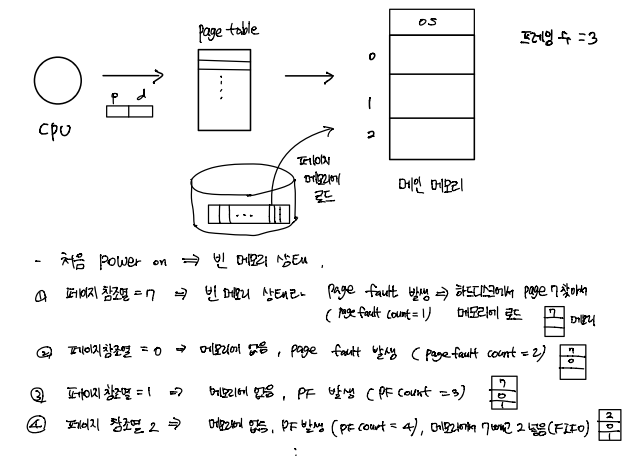 page table
OS
프레임 수 = 3
0
p d
1
CPU
2
페이지
메모리에
로드
메인 메모리
...
- 처음 power on ⇒ 빈 메모리 상태.
① 페이지참조열 = 7 ⇒ 빈 메모리 상태라 page fault 발생 ⇒ 하드디스크에서 page 7 찾아서
(page fault count = 1) 메모리에 로드 7 메모리
② 페이지참조열 = 0 ⇒ 메모리에 없음, page fault 발생 (page fault count = 2) 7
0
③ 페이지참조열 = 1 ⇒ 메모리에 없음, PF 발생 (PF count = 3) 7
0
1
④ 페이지 참조열 2 ⇒ 메모리에 없음, PF 발생 (PF count = 4), 메모리에서 7 빼고 2 넣음 (FIFO) 2
0
1
⋮